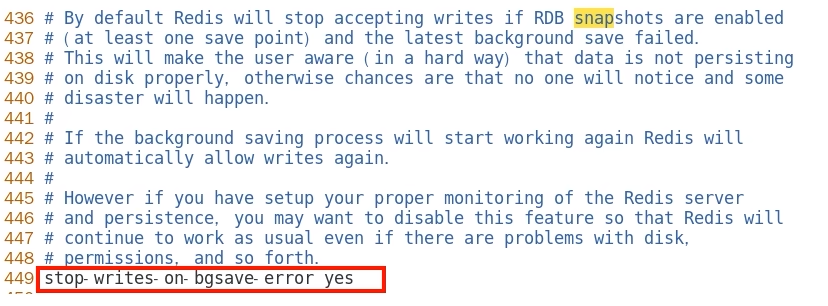 436 # By default Redis will stop accepting writes if RDB snapshots are enabled
437 # (at least one save point) and the latest background save failed.
438 # This will make the user aware (in a hard way) that data is not persisting
439 # on disk properly, otherwise chances are that no one will notice and some
440 # disaster will happen.
441 #
442 # If the background saving process will start working again Redis will
443 # automatically allow writes again.
444 #
445 # However if you have setup your proper monitoring of the Redis server
446 # and persistence, you may want to disable this feature so that Redis will
447 # continue to work as usual even if there are problems with disk,
448 # permissions, and so forth.
449 stop-writes-on-bgsave-error yes